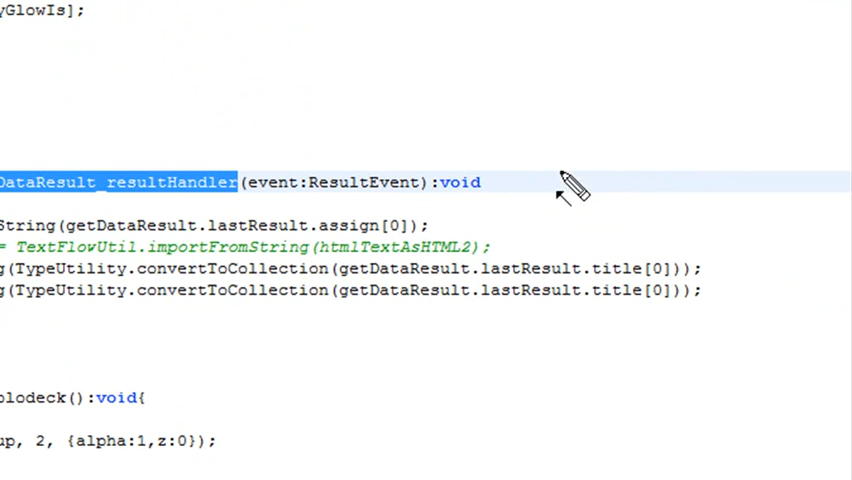 yGlowIs];
DataResult_resultHandler(event:ResultEvent):void
String(getDataResult.lastResult.assign[0]);
= TextFlowUtil.importFromString(htmlTextAsHTML2);
g(TypeUtility.convertToCollection(getDataResult.lastResult.title[0]));
g(TypeUtility.convertToCollection(getDataResult.lastResult.title[0]));
plodeck():void{
up, 2, {alpha:1,z:0});